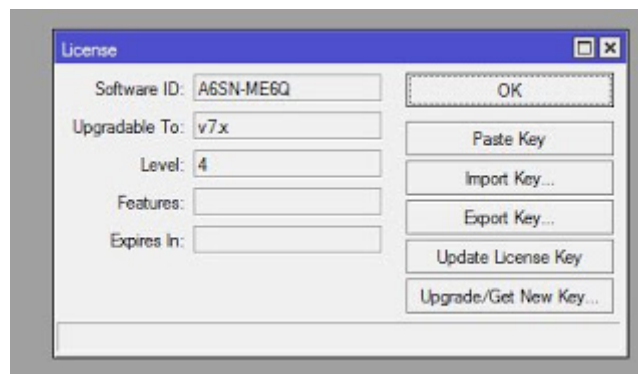 License
Software ID: A6SN-ME6Q
OK
Upgradable To: v7.x
Paste Key
Level: 4
Import Key...
Features:
Export Key...
Expires In:
Update License Key
Upgrade/Get New Key...